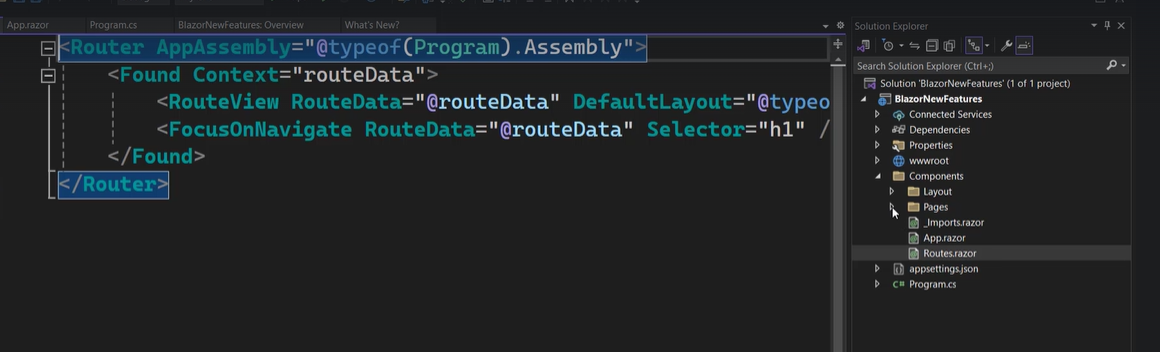 App.razor
Program.cs
BlazorNewFeatures: Overview
What's New?
<Router AppAssembly="@typeof(Program).Assembly">
<Found Context="routeData">
<RouteView RouteData="@routeData" DefaultLayout="@typeo
<FocusOnNavigate RouteData="@routeData" Selector="h1" /
</Found>
</Router>
Solution Explorer
Search Solution Explorer (Ctrl+;)
Solution 'BlazorNewFeatures' (1 of 1 project)
BlazorNewFeatures
Connected Services
Dependencies
Properties
wwwroot
Components
Layout
Pages
_Imports.razor
App.razor
Routes.razor
appsettings.json
C# Program.cs